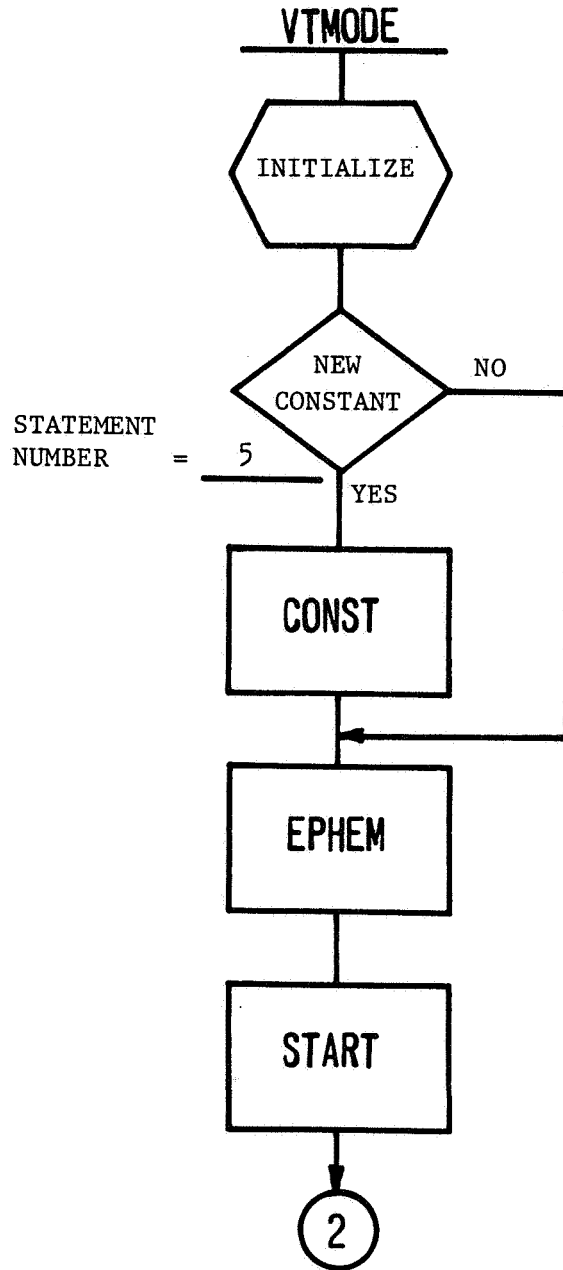 VTMODE
INITIALIZE
NEW
CONSTANT
NO
STATEMENT
NUMBER = 5
YES
CONST
EPHEM
START
2